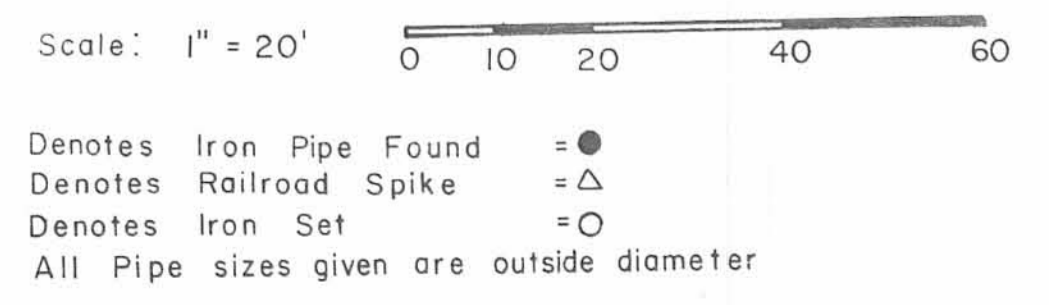 Scale: 1" = 20'
0 10 20 40 60
Denotes Iron Pipe Found = ●
Denotes Railroad Spike = △
Denotes Iron Set = ○
All Pipe sizes given are outside diameter